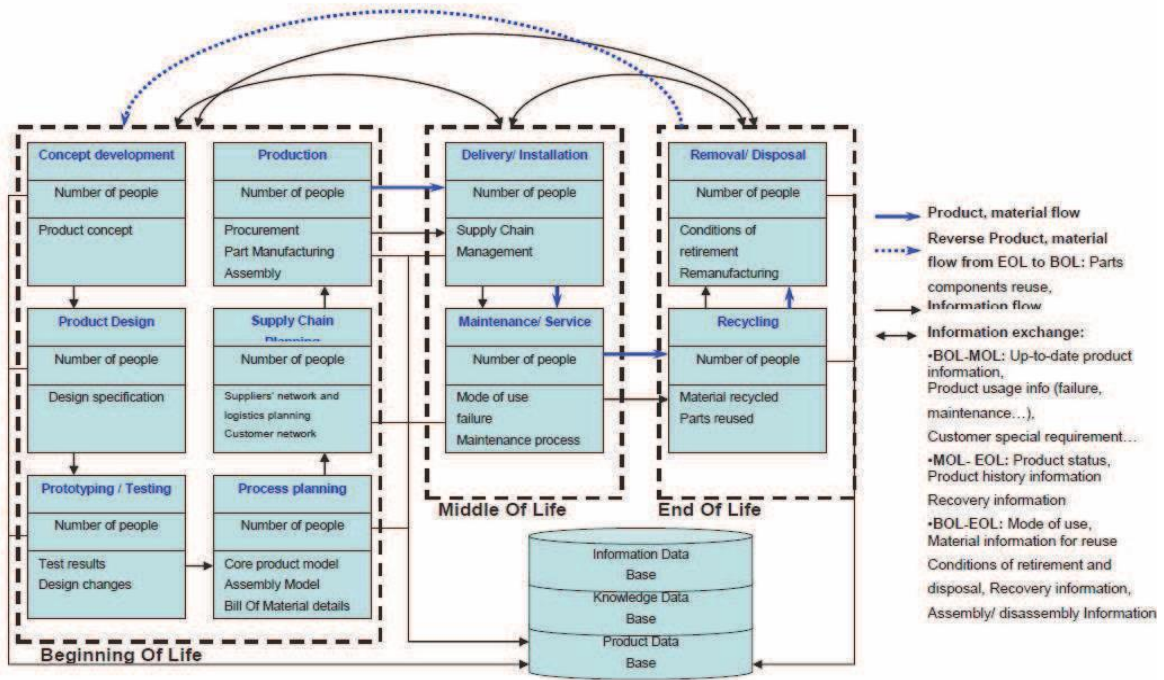 Concept development
Number of people
Product concept
Product Design
Number of people
Design specification
Prototyping / Testing
Number of people
Test results
Design changes
Production
Number of people
Procurement
Part Manufacturing
Assembly
Supply Chain
Planning
Number of people
Suppliers' network and
logistics planning
Customer network
Process planning
Number of people
Core product model
Assembly Model
Bill Of Material details
Beginning Of Life
Delivery/ Installation
Number of people
Supply Chain
Management
Maintenance/ Service
Number of people
Mode of use
failure
Maintenance process
Middle Of Life
Removal/ Disposal
Number of people
Conditions of
retirement
Remanufacturing
Recycling
Number of people
Material recycled
Parts reused
End Of Life
Information Data
Base
Knowledge Data
Base
Product Data
Base
Product, material flow
Reverse Product, material
flow from EOL to BOL: Parts
components reuse,
Information flow
Information exchange:
•BOL-MOL: Up-to-date product
information,
Product usage info (failure,
maintenance…),
Customer special requirement…
•MOL- EOL: Product status,
Product history information
Recovery information
•BOL-EOL: Mode of use,
Material information for reuse
Conditions of retirement and
disposal, Recovery information,
Assembly/ disassembly Information